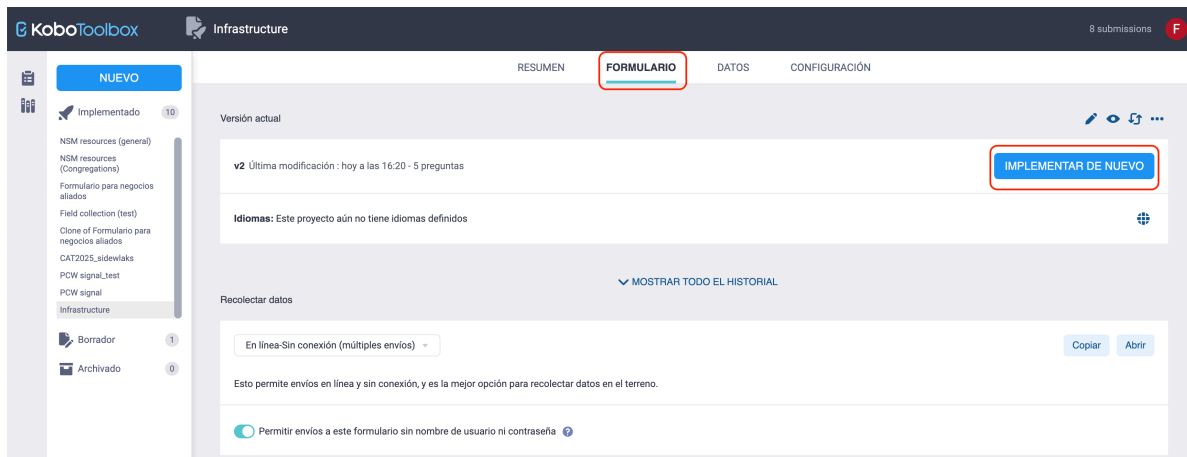 KoboToolbox
Infrastructure
8 submissions
F
NUEVO
RESUMEN
FORMULARIO
DATOS
CONFIGURACIÓN
Implementado
10
NSM resources (general)
NSM resources
(Congregations)
Formulario para negocios
aliados
Field collection (test)
Clone of Formulario para
negocios aliados
CAT2025_sidewlaks
PCW signal_test
PCW signal
Infrastructure
Borrador
1
Archivado
0
Versión actual
v2 Última modificación : hoy a las 16:20 - 5 preguntas
IMPLEMENTAR DE NUEVO
Idiomas: Este proyecto aún no tiene idiomas definidos
MOSTRAR TODO EL HISTORIAL
Recolectar datos
En línea-Sin conexión (múltiples envíos)
Copiar
Abrir
Esto permite envíos en línea y sin conexión, y es la mejor opción para recolectar datos en el terreno.
Permitir envíos a este formulario sin nombre de usuario ni contraseña ?